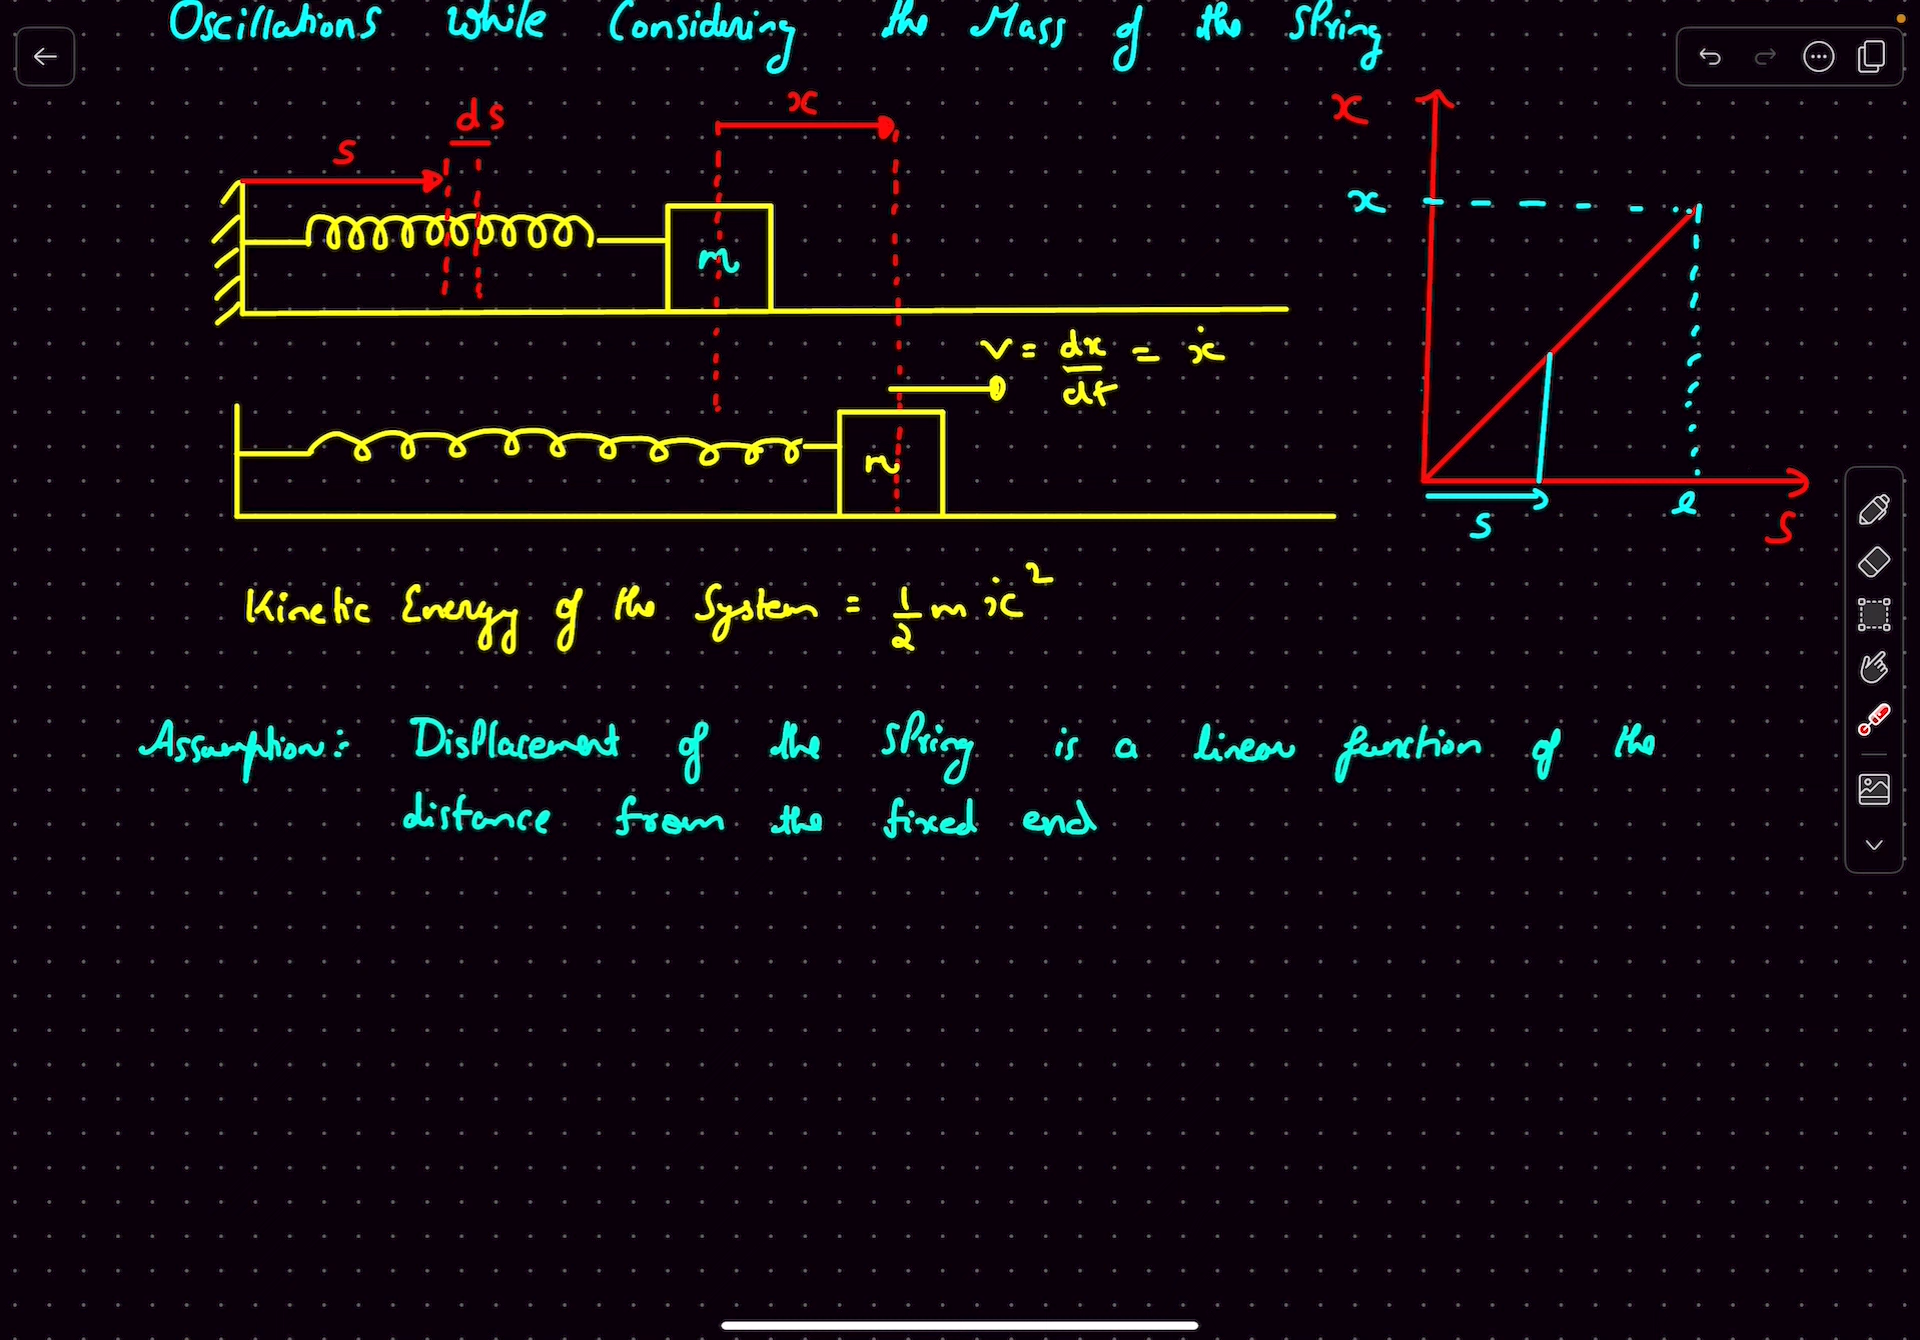 Oscillations while Considering the Mass of the Spring
ds
x
s
m
v = dx/dt = ẋ
m
x
x
s
l
S
Kinetic Energy of the System = 1/2 m ẋ²
Assumption:- Displacement of the spring is a linear function of the
distance from the fixed end